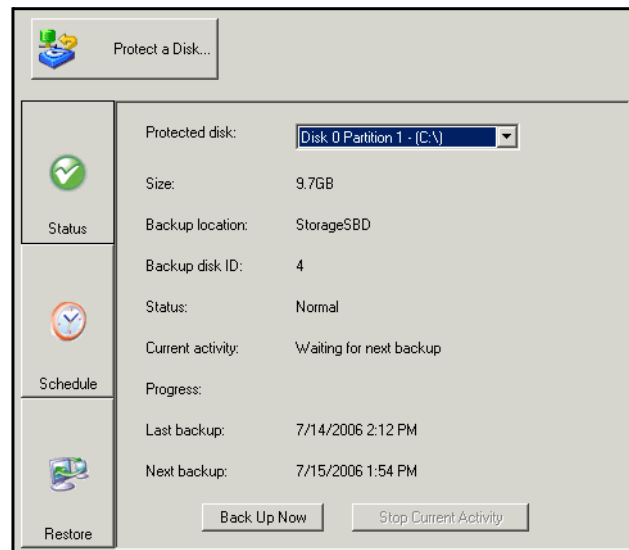 Protect a Disk...
Protected disk: Disk 0 Partition 1 - (C:\)
Size: 9.7GB
Status
Backup location: StorageSBD
Backup disk ID: 4
Status: Normal
Current activity: Waiting for next backup
Schedule
Progress:
Last backup: 7/14/2006 2:12 PM
Next backup: 7/15/2006 1:54 PM
Back Up Now Stop Current Activity
Restore